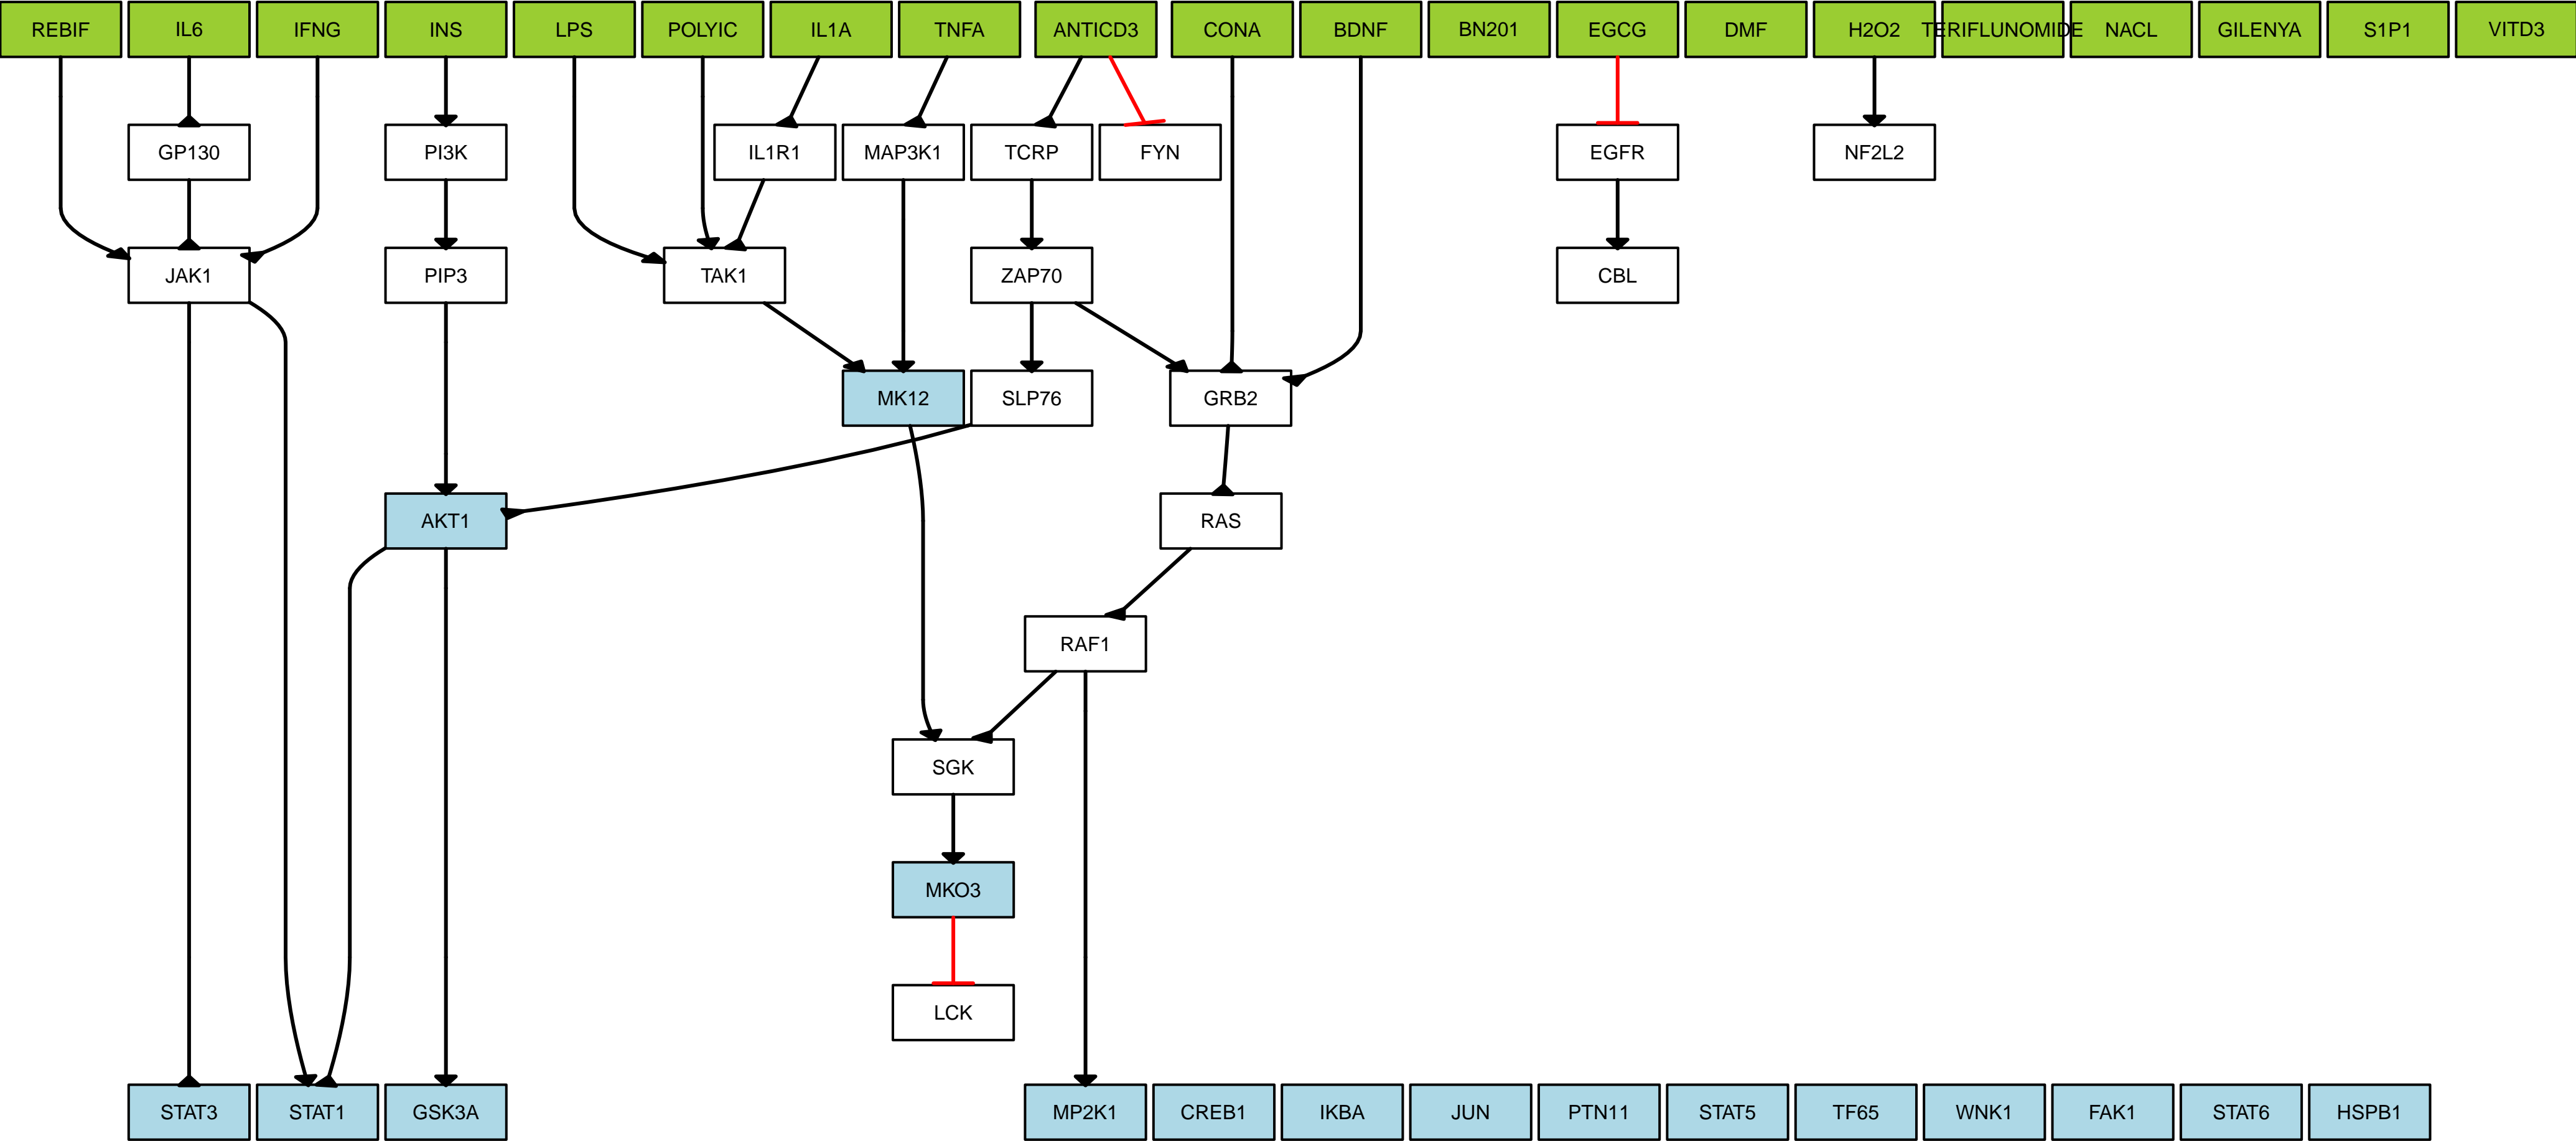 REBIF
IL6
IFNG
INS
LPS
POLYIC
IL1A
TNFA
ANTICD3
CONA
BDNF
BN201
EGCG
DMF
H2O2
TERIFLUNOMIDE
NACL
GILENYA
S1P1
VITD3
GP130
PI3K
IL1R1
MAP3K1
TCRP
FYN
EGFR
NF2L2
JAK1
PIP3
TAK1
ZAP70
CBL
MK12
SLP76
GRB2
AKT1
RAS
RAF1
SGK
MKO3
LCK
STAT3
STAT1
GSK3A
MP2K1
CREB1
IKBA
JUN
PTN11
STAT5
TF65
WNK1
FAK1
STAT6
HSPB1